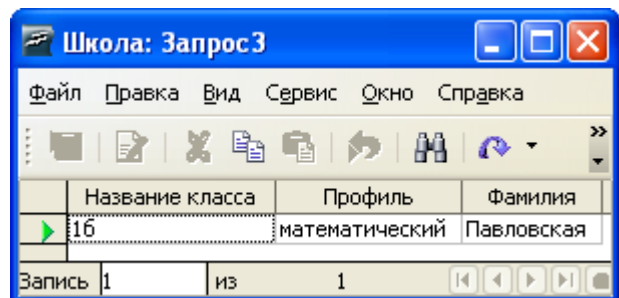 Школа: Запрос3
Файл Правка Вид Сервис Окно Справка
Название класса Профиль Фамилия
1б математический Павловская
Запись 1 из 1